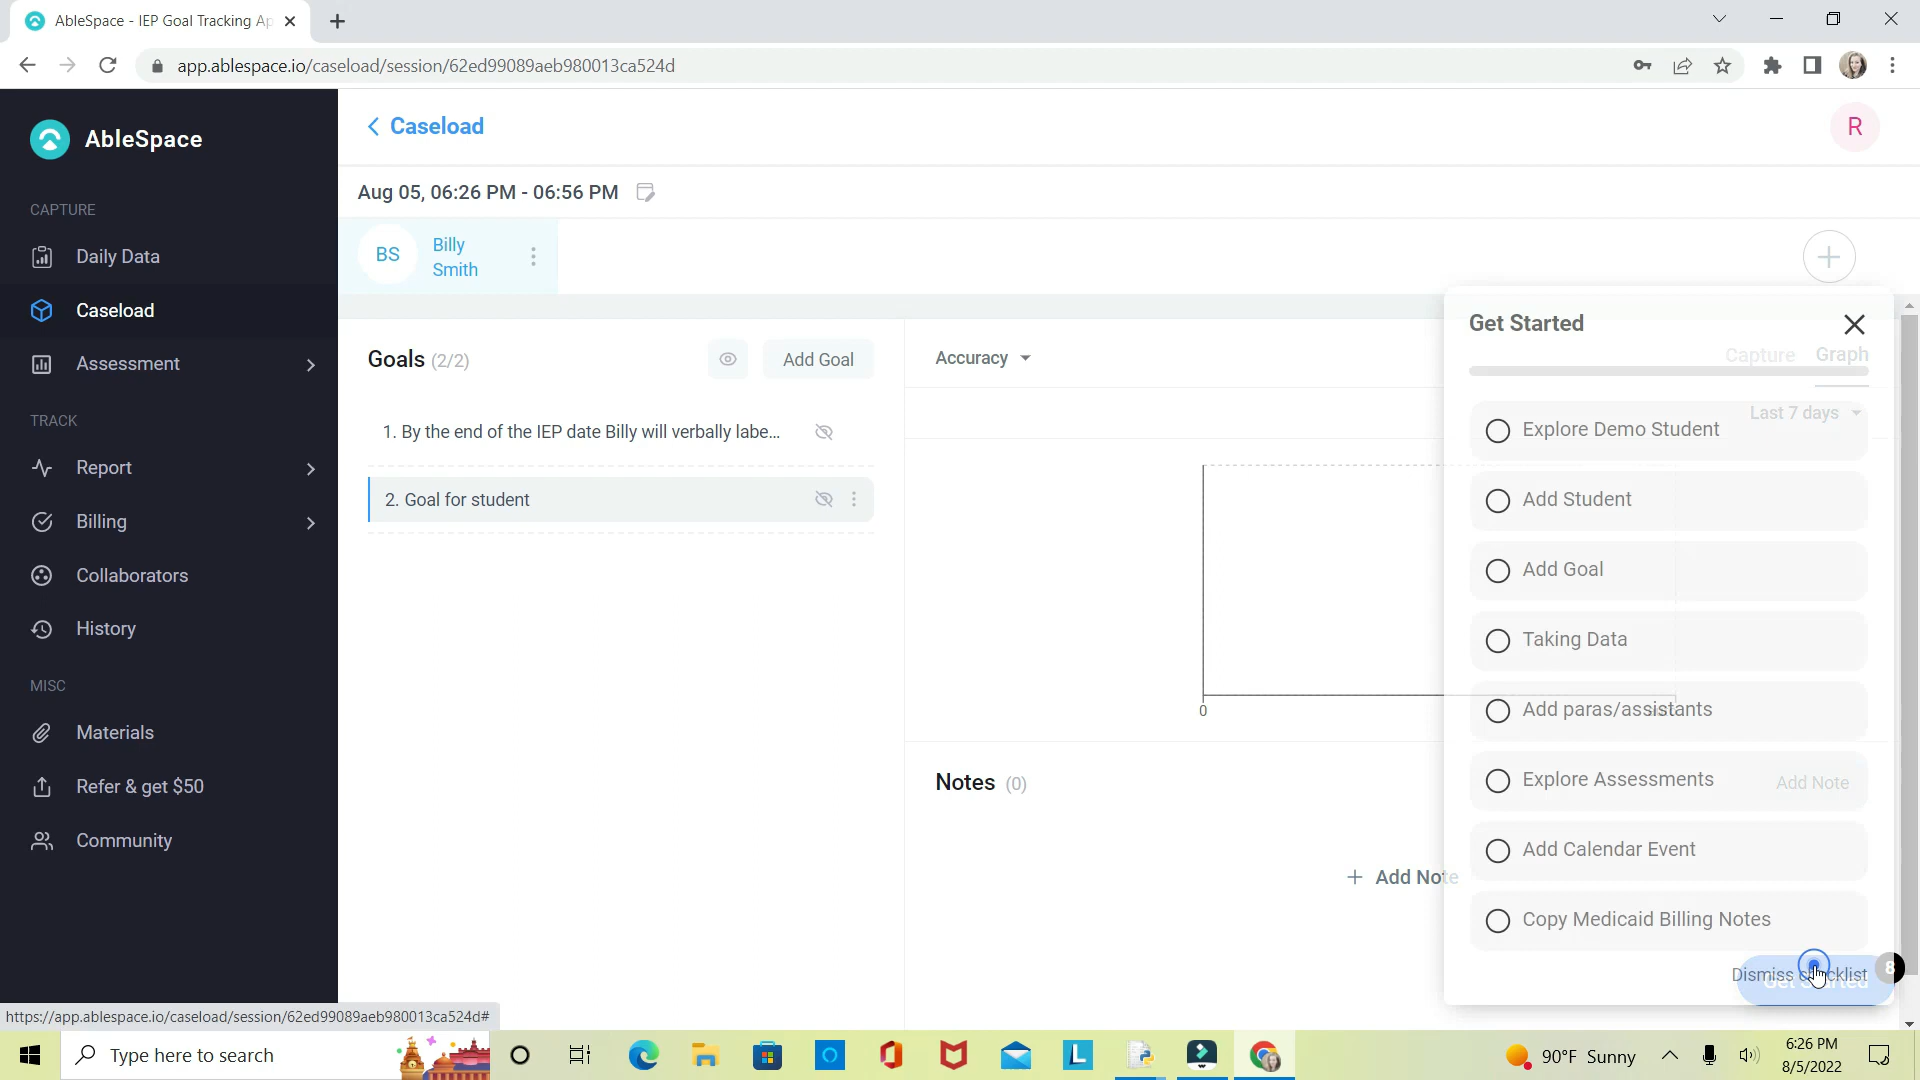 AbleSpace - IEP Goal Tracking Ap
app.ablespace.io/caseload/session/62ed99089aeb980013ca524d
AbleSpace
Caseload
R
CAPTURE
Aug 05, 06:26 PM - 06:56 PM
Daily Data
BS
Billy
Smith
Caseload
Get Started
Assessment
Goals (2/2)
Add Goal
Accuracy
Capture
Graph
Last 7 days
TRACK
1. By the end of the IEP date Billy will verbally labe...
Explore Demo Student
Report
2. Goal for student
Add Student
Billing
Add Goal
Collaborators
History
Taking Data
MISC
0
Add paras/assistants
Materials
Notes (0)
Explore Assessments
Add Note
Refer & get $50
Community
Add Calendar Event
+ Add Note
Copy Medicaid Billing Notes
Dismiss checklist
8
Get Started
https://app.ablespace.io/caseload/session/62ed99089aeb980013ca524d#
Type here to search
L
90°F Sunny
6:26 PM
8/5/2022